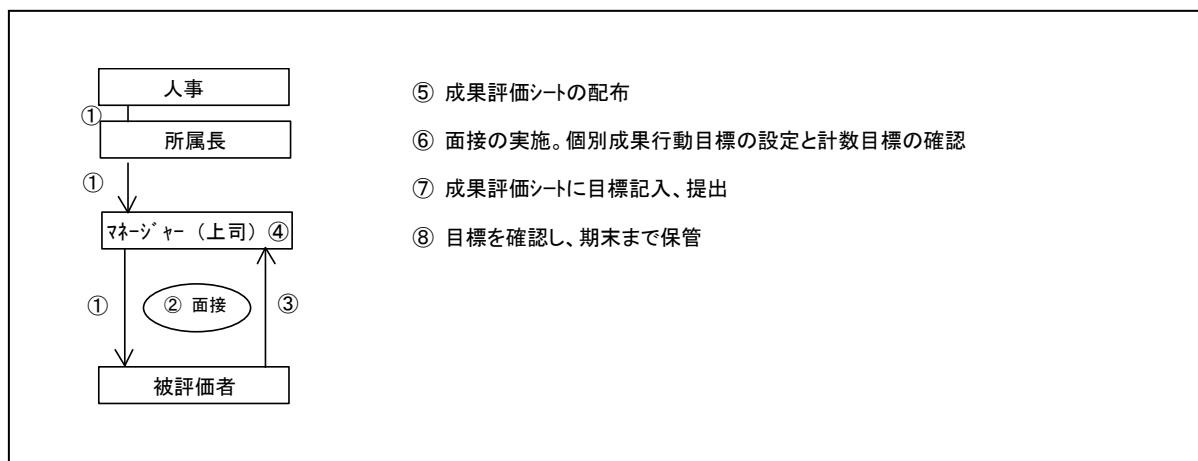 人事
①
所属長
①
マネージャー（上司）④
①
② 面接
③
被評価者
⑤ 成果評価シートの配布
⑥ 面接の実施。個別成果行動目標の設定と計数目標の確認
⑦ 成果評価シートに目標記入、提出
⑧ 目標を確認し、期末まで保管